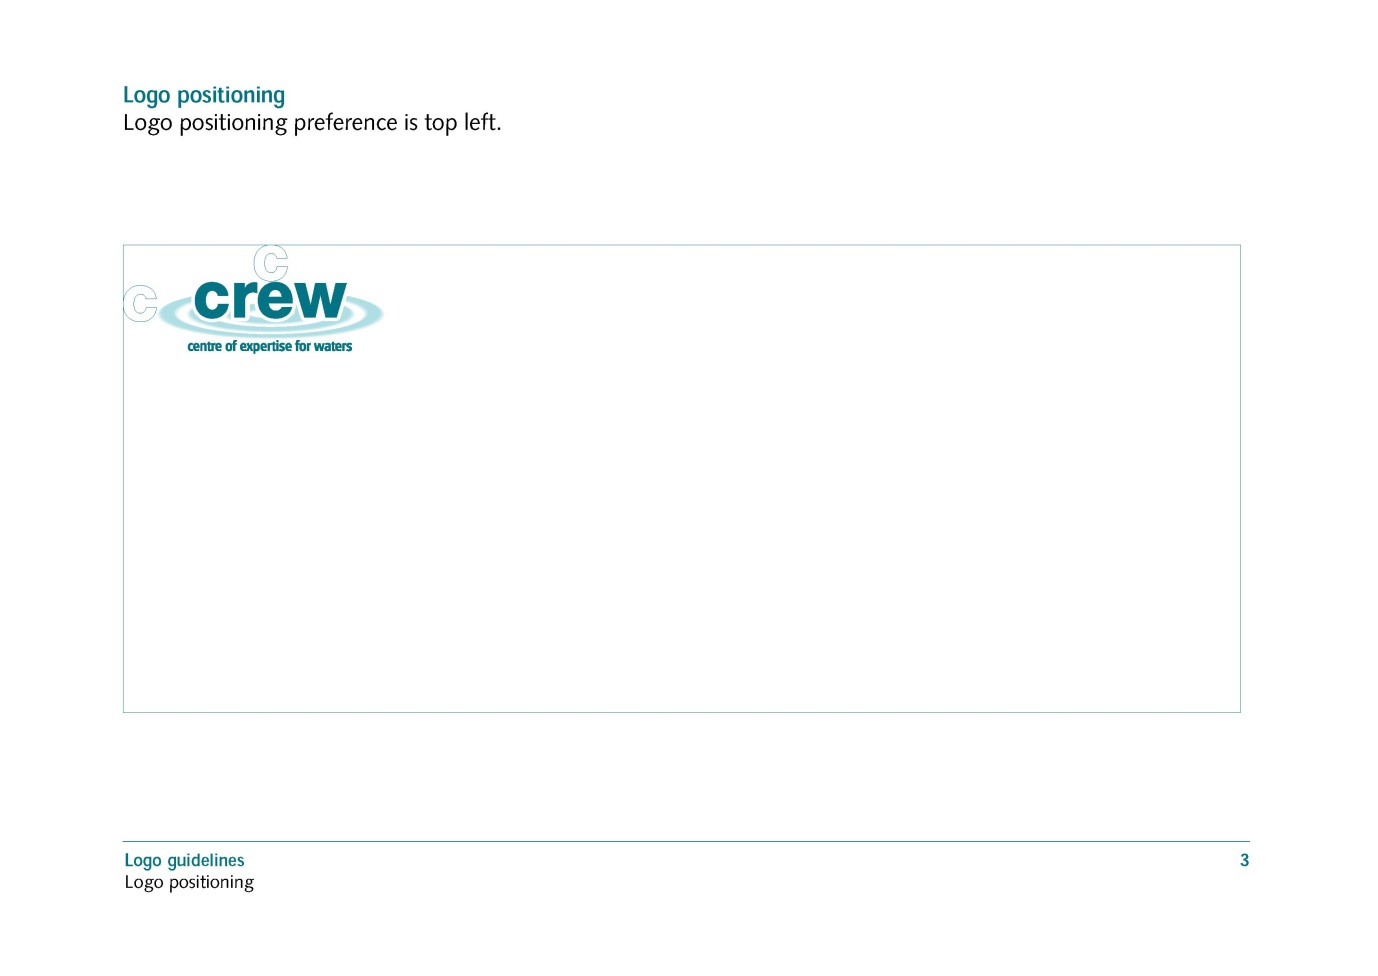 Logo positioning
Logo positioning preference is top left.
c
c
crew
centre of expertise for waters
Logo guidelines
3
Logo positioning